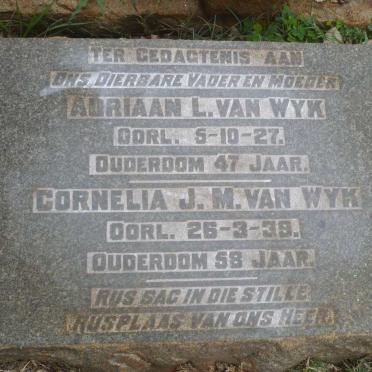 TER GEDAGTENIS AAN
ONS DIERBARE VADER EN MOEDER
ADRIAAN L. VAN WYK
OORL. 5-10-27.
OUDERDOM 47 JAAR.
CORNELIA J. M. VAN WYK
OORL. 26-3-39.
OUDERDOM 58 JAAR.
RUS SAG IN DIE STILLE
RUSPLAAS VAN ONS HEER.